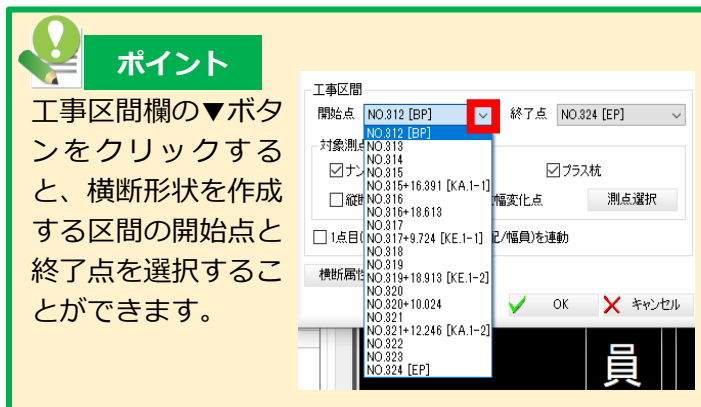 ポイント
工事区間欄の▼ボタ
ンをクリックする
と、横断形状を作成
する区間の開始点と
終了点を選択するこ
とができます。
工事区間
開始点 NO.312 [BP] 終了点 NO.324 [EP]
NO.312 [BP]
対象測点
NO.313
NO.314
NO.315
プラス杭
NO.315+16.391 [KA.1-1]
NO.316
幅変化点 測点選択
NO.316+18.613
NO.317
1点目(
NO.317+9.724 [KE.1-1]
配/幅員)を連動
NO.318
NO.319
横断属性
NO.319+18.913 [KE.1-2]
NO.320
NO.320+10.024
OK キャンセル
NO.321
NO.321+12.246 [KA.1-2]
NO.322
NO.323
NO.324 [EP]
員